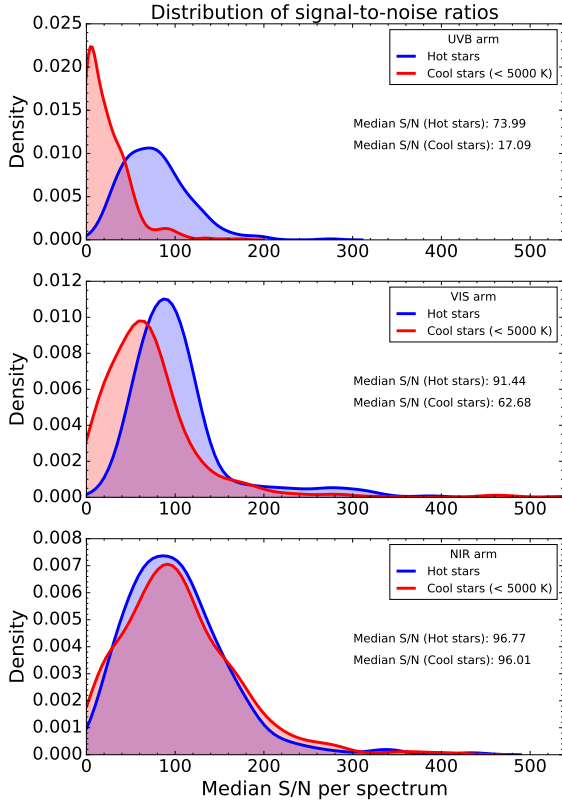 Distribution of signal-to-noise ratios
0.025
0.020
0.015
0.010
0.005
0.000
Density
UVB arm
Hot stars
Cool stars (< 5000 K)
Median S/N (Hot stars): 73.99
Median S/N (Cool stars): 17.09
0 100 200 300 400 500
0.012
0.010
0.008
0.006
0.004
0.002
0.000
Density
VIS arm
Hot stars
Cool stars (< 5000 K)
Median S/N (Hot stars): 91.44
Median S/N (Cool stars): 62.68
0 100 200 300 400 500
0.008
0.007
0.006
0.005
0.004
0.003
0.002
0.001
0.000
Density
NIR arm
Hot stars
Cool stars (< 5000 K)
Median S/N (Hot stars): 96.77
Median S/N (Cool stars): 96.01
0 100 200 300 400 500
Median S/N per spectrum